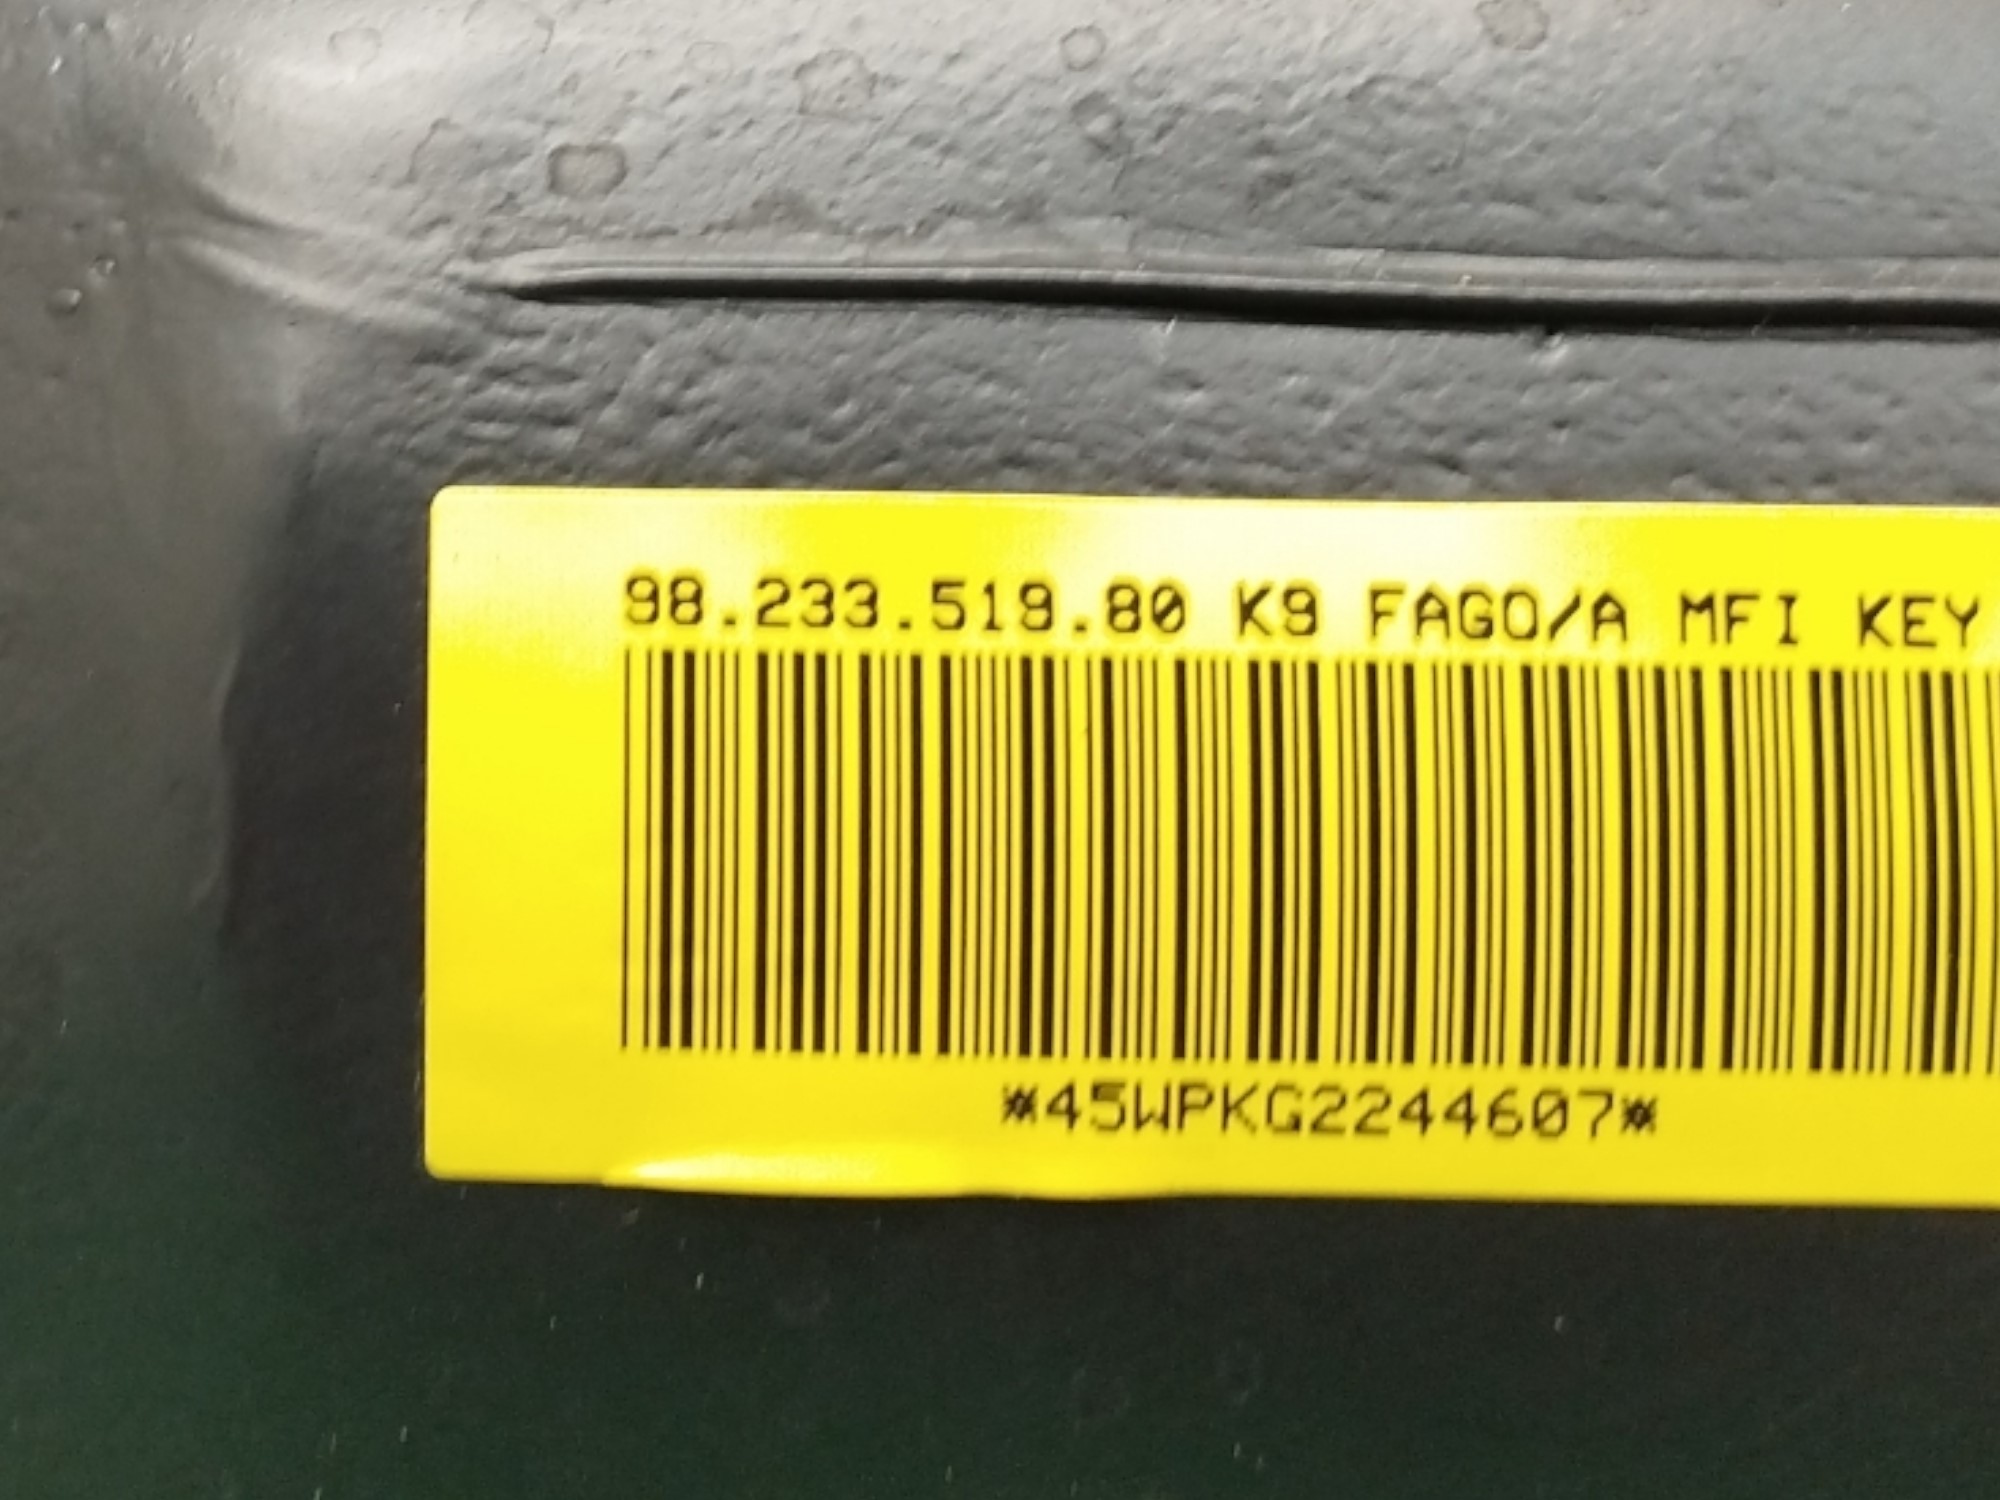 98.233.519.80 K9 FAGO/A MFI KEY
*45WPKG2244607*